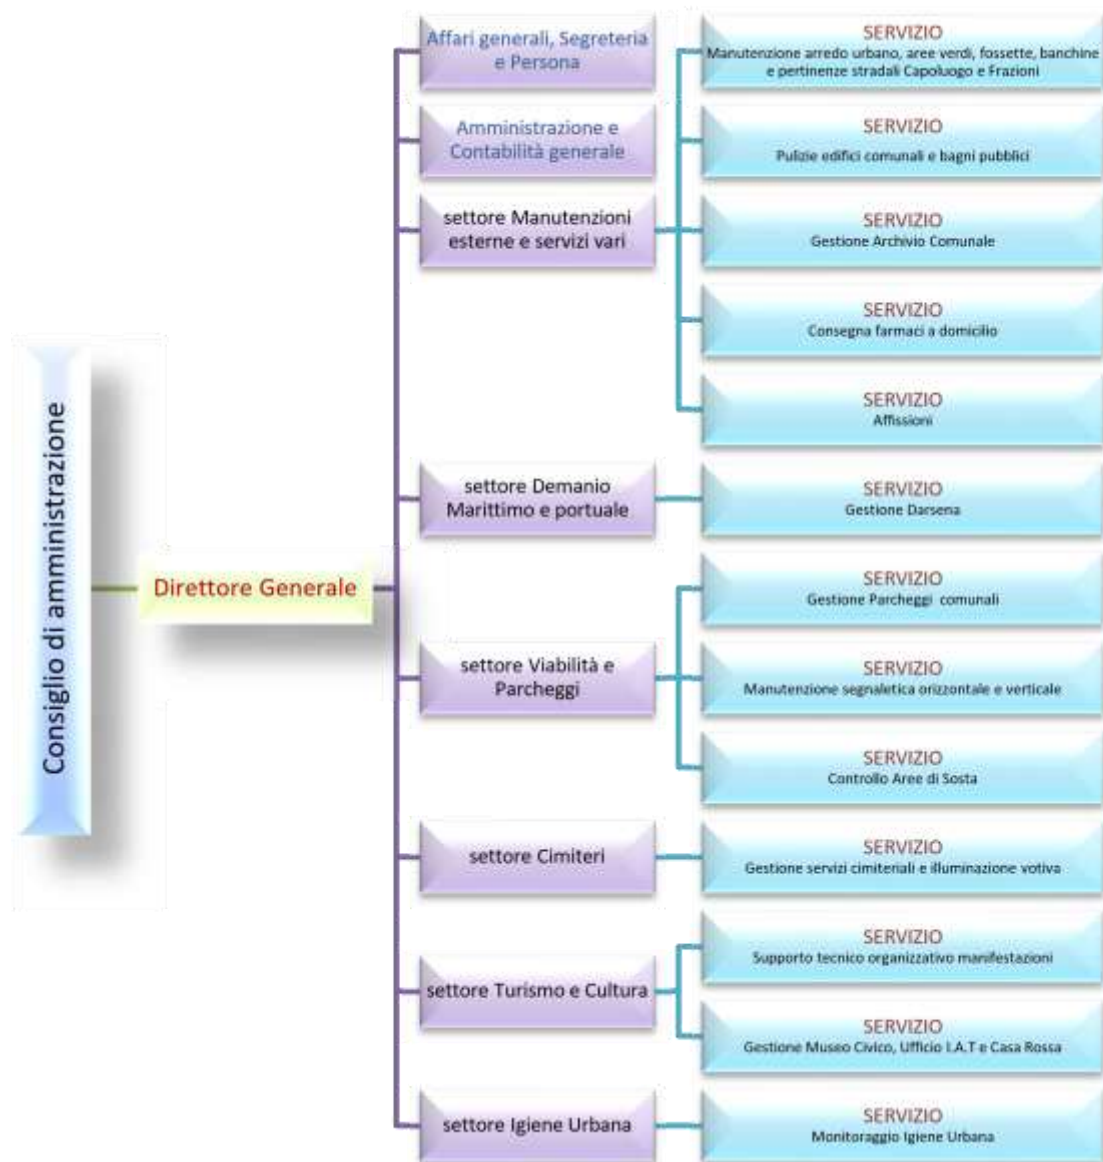 Consiglio di amministrazione
Direttore Generale
Affari generali, Segreteria
e Persona
Amministrazione e
Contabilità generale
settore Manutenzioni
esterne e servizi vari
SERVIZIO
Manutenzione arredo urbano, aree verdi, fossette, banchine
e pertinenze stradali Capoluogo e Frazioni
SERVIZIO
Pulizie edifici comunali e bagni pubblici
SERVIZIO
Gestione Archivio Comunale
SERVIZIO
Consegna farmaci a domicilio
SERVIZIO
Affissioni
settore Demanio
Marittimo e portuale
SERVIZIO
Gestione Darsena
settore Viabilità e
Parcheggi
SERVIZIO
Gestione Parcheggi comunali
SERVIZIO
Manutenzione segnaletica orizzontale e verticale
SERVIZIO
Controllo Aree di Sosta
settore Cimiteri
SERVIZIO
Gestione servizi cimiteriali e illuminazione votiva
settore Turismo e Cultura
SERVIZIO
Supporto tecnico organizzativo manifestazioni
SERVIZIO
Gestione Museo Civico, Ufficio I.A.T e Casa Rossa
settore Igiene Urbana
SERVIZIO
Monitoraggio Igiene Urbana